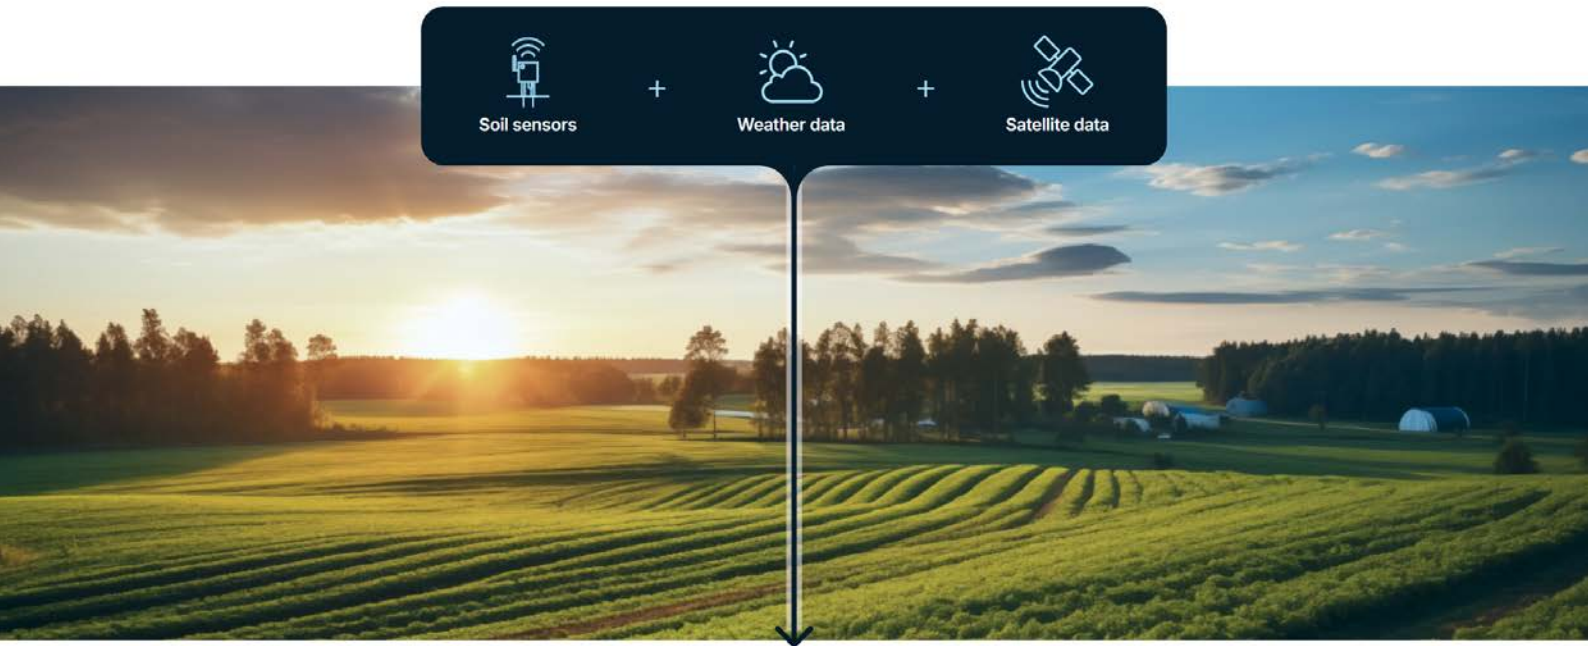 Soil sensors
+
Weather data
+
Satellite data